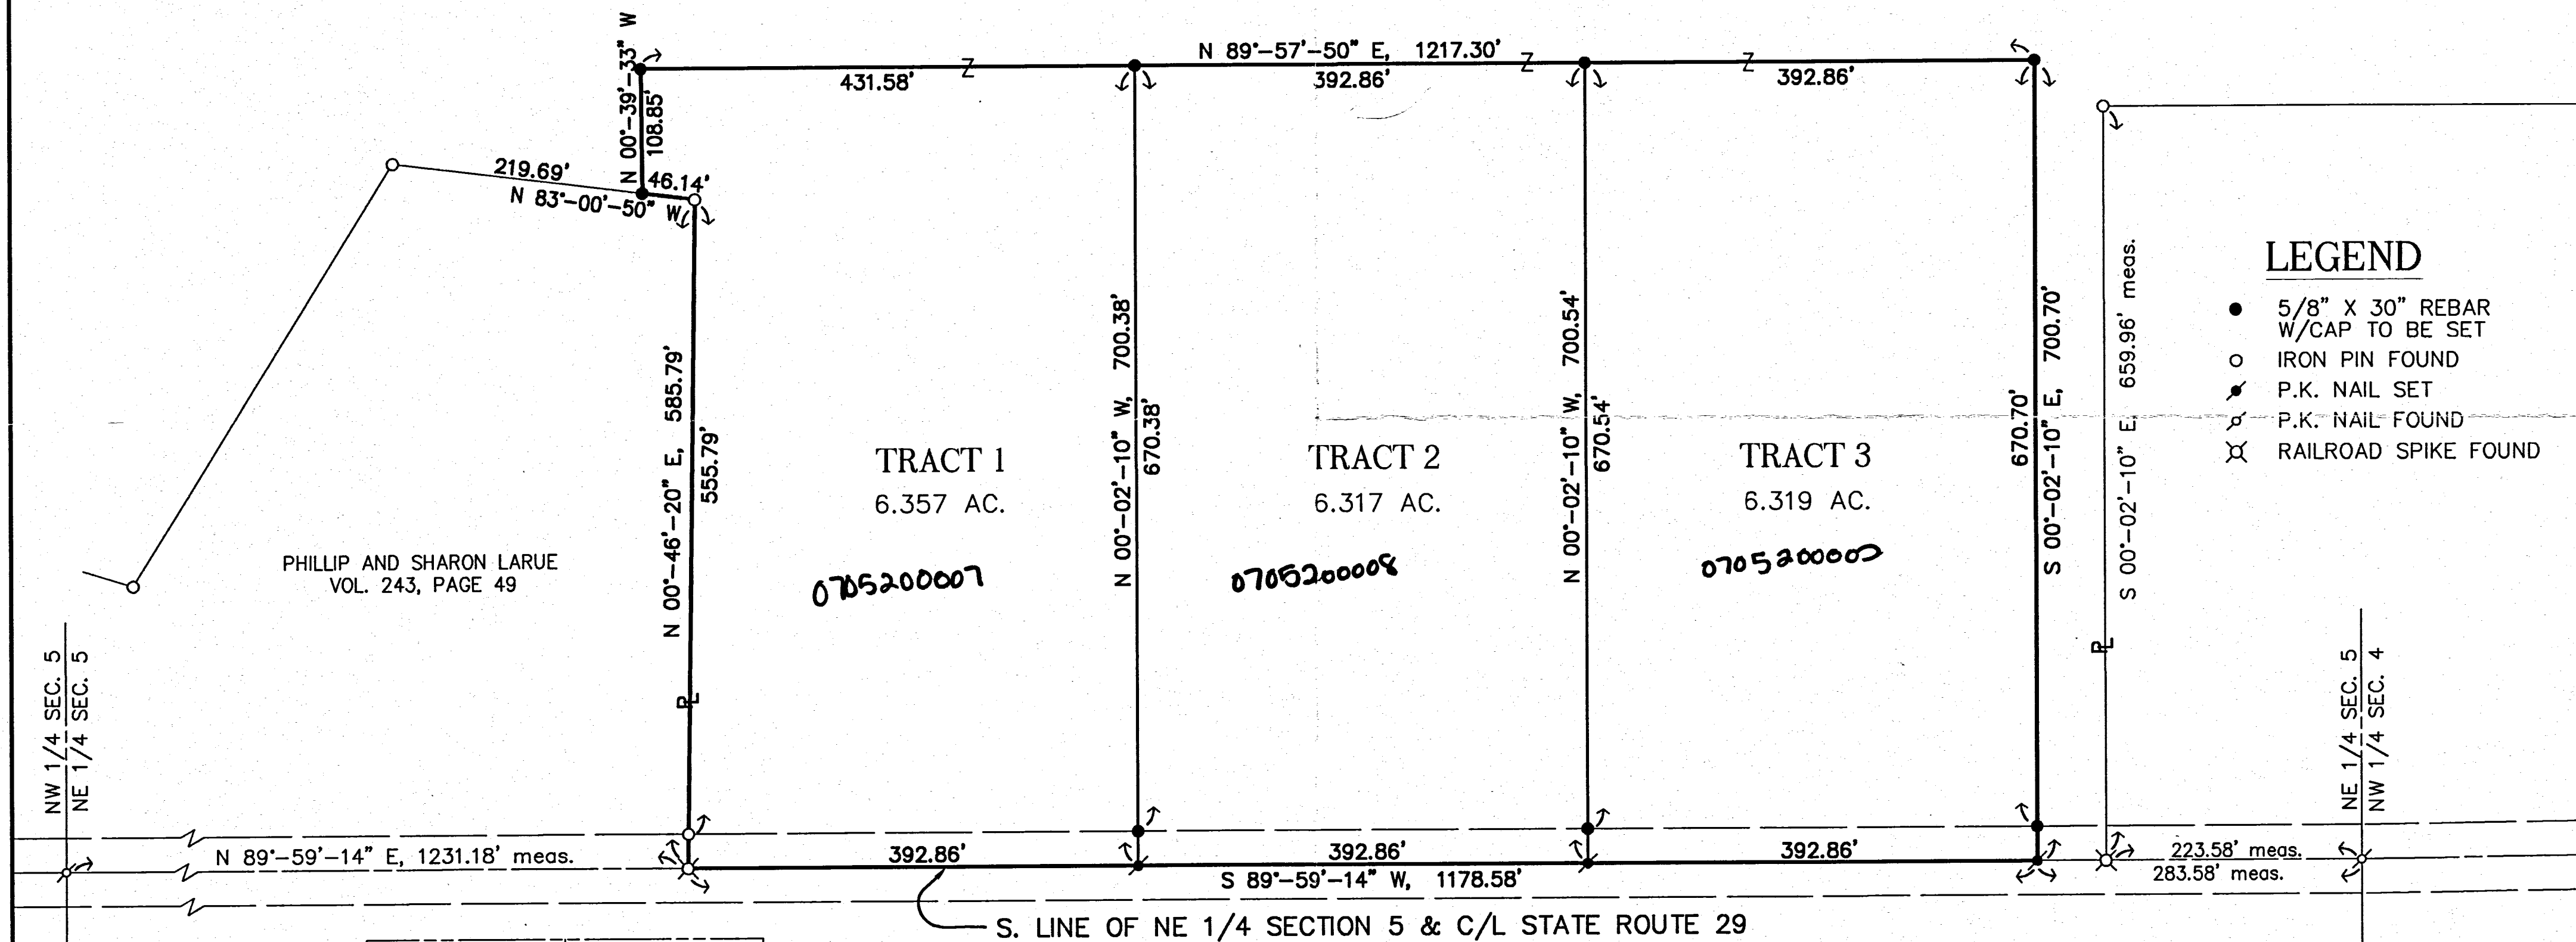 N 89°-57'-50" E, 1217.30'
431.58'
392.86'
392.86'
N 00°-39'-33" W
108.85'
219.69'
46.14'
N 83°-00'-50" W
N 00°-46'-20" E, 585.79'
555.79'
N 00°-02'-10" W, 700.38'
670.38'
N 00°-02'-10" W, 700.54'
670.54'
670.70'
S 00°-02'-10" E, 700.70'
S 00°-02'-10" E, 659.96' meas.
TRACT 1
6.357 AC.
0705200007
TRACT 2
6.317 AC.
0705200008
TRACT 3
6.319 AC.
PHILLIP AND SHARON LARUE
VOL. 243, PAGE 49
LEGEND
5/8" X 30" REBAR
W/CAP TO BE SET
IRON PIN FOUND
P.K. NAIL SET
P.K. NAIL FOUND
RAILROAD SPIKE FOUND
NW 1/4 SEC. 5
NE 1/4 SEC. 5
NE 1/4 SEC. 5
NW 1/4 SEC. 4
N 89°-59'-14" E, 1231.18' meas.
392.86'
392.86'
392.86'
S 89°-59'-14" W, 1178.58'
223.58' meas.
283.58' meas.
S. LINE OF NE 1/4 SECTION 5 & C/L STATE ROUTE 29